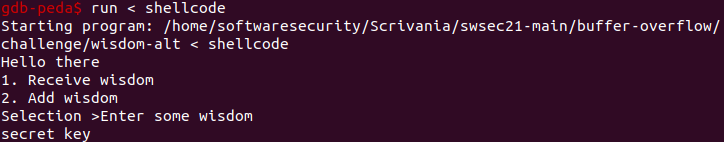 gdb-peda$ run < shellcode
Starting program: /home/softwaresecurity/Scrivania/swsec21-main/buffer-overflow/
challenge/wisdom-alt < shellcode
Hello there
1. Receive wisdom
2. Add wisdom
Selection >Enter some wisdom
secret key